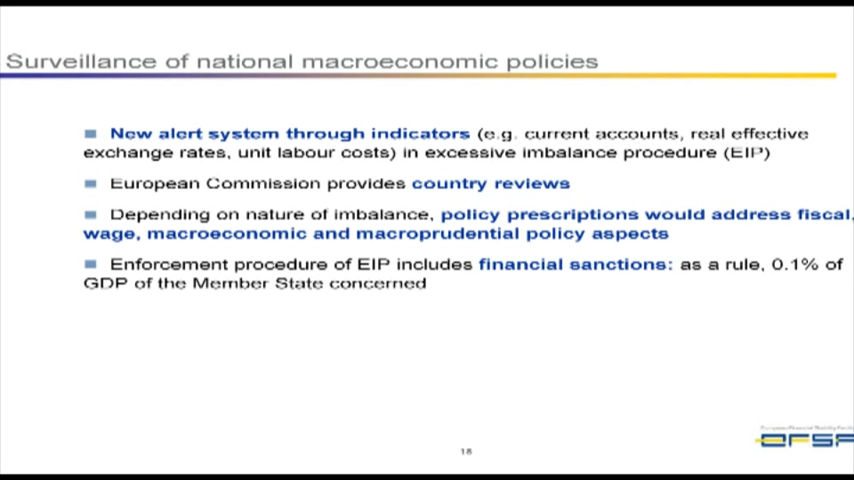 Surveillance of national macroeconomic policies
New alert system through indicators (e.g. current accounts, real effective
exchange rates, unit labour costs) in excessive imbalance procedure (EIP)
European Commission provides country reviews
Depending on nature of imbalance, policy prescriptions would address fiscal,
wage, macroeconomic and macroprudential policy aspects
Enforcement procedure of EIP includes financial sanctions: as a rule, 0.1% of
GDP of the Member State concerned
EFSF
18